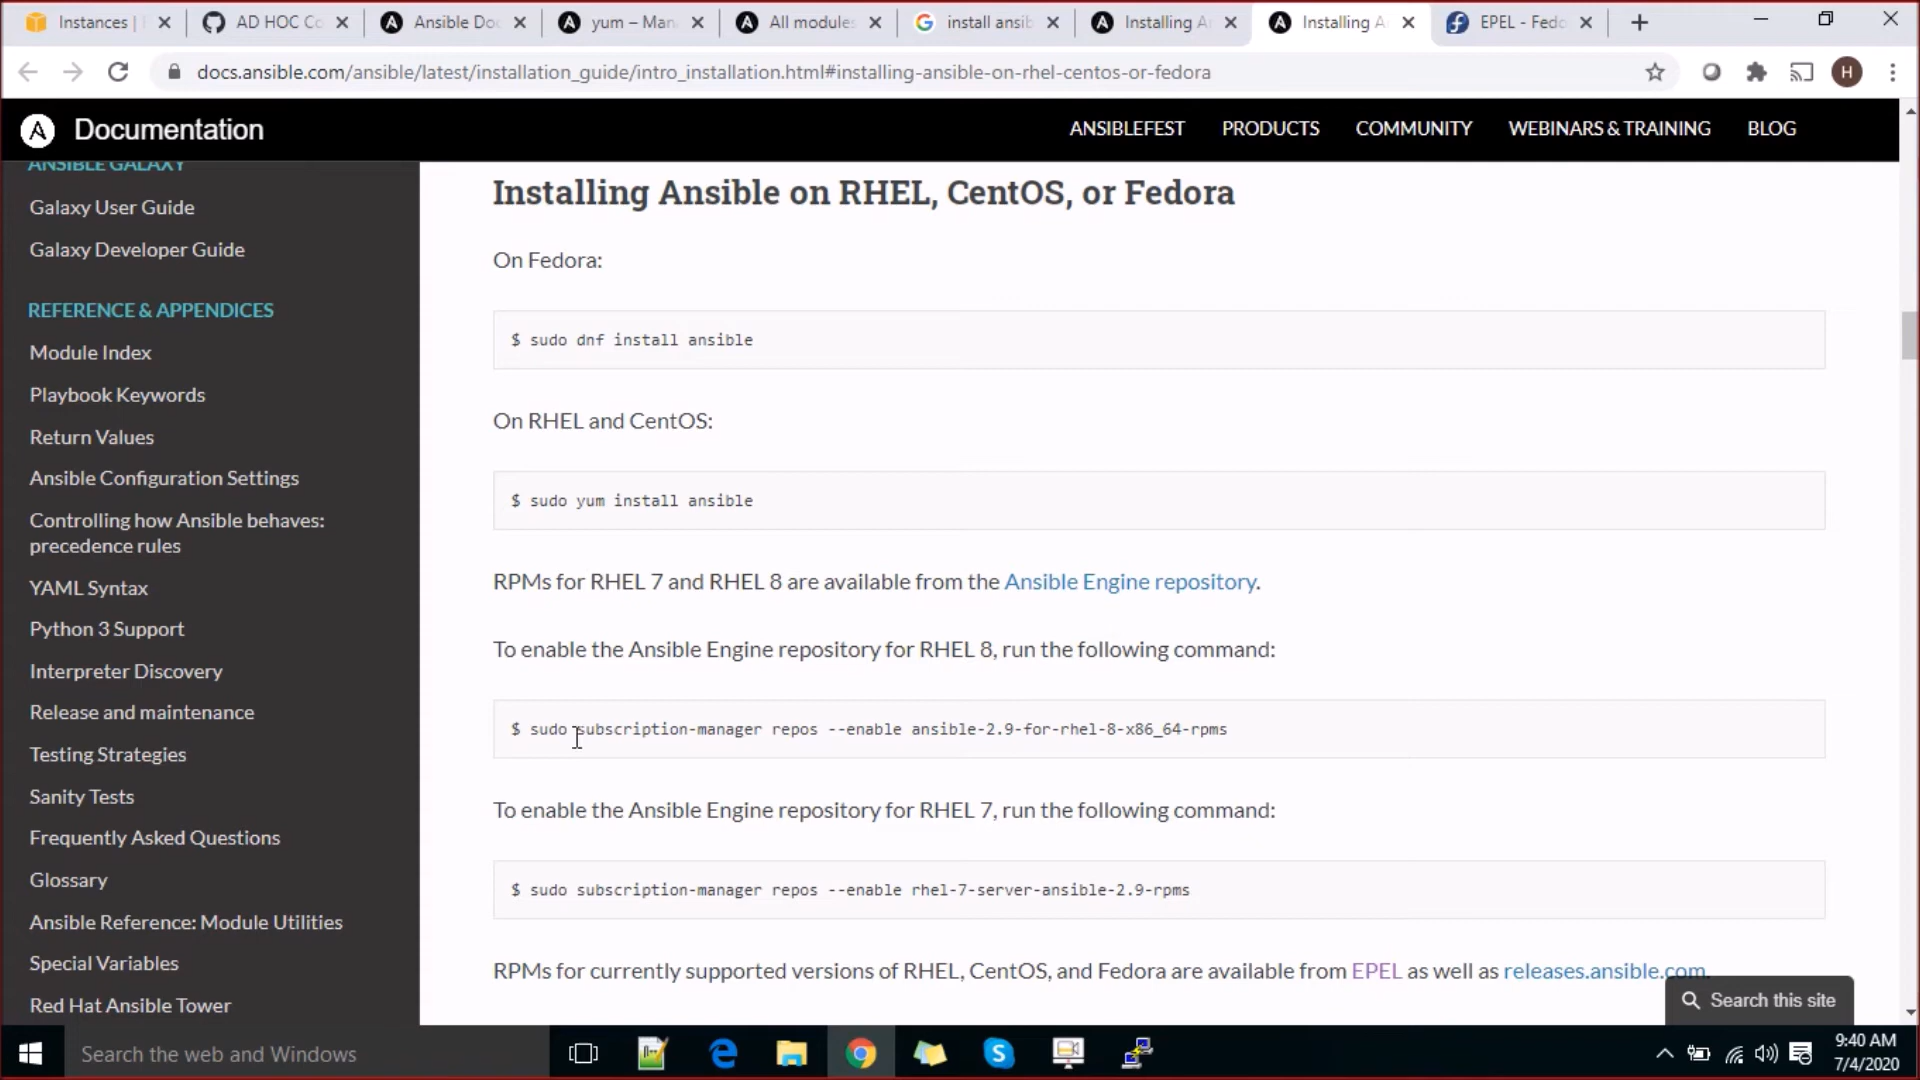 Instances |
AD HOC Co
Ansible Doc
yum – Man
All modules
install ansib
Installing A
Installing A
EPEL - Fedo
docs.ansible.com/ansible/latest/installation_guide/intro_installation.html#installing-ansible-on-rhel-centos-or-fedora
H
A Documentation
ANSIBLEFEST PRODUCTS COMMUNITY WEBINARS & TRAINING BLOG
ANSIBLE GALAXY
Galaxy User Guide
Galaxy Developer Guide
REFERENCE & APPENDICES
Module Index
Playbook Keywords
Return Values
Ansible Configuration Settings
Controlling how Ansible behaves:
precedence rules
YAML Syntax
Python 3 Support
Interpreter Discovery
Release and maintenance
Testing Strategies
Sanity Tests
Frequently Asked Questions
Glossary
Ansible Reference: Module Utilities
Special Variables
Red Hat Ansible Tower
Installing Ansible on RHEL, CentOS, or Fedora
On Fedora:
$ sudo dnf install ansible
On RHEL and CentOS:
$ sudo yum install ansible
RPMs for RHEL 7 and RHEL 8 are available from the Ansible Engine repository.
To enable the Ansible Engine repository for RHEL 8, run the following command:
$ sudo subscription-manager repos --enable ansible-2.9-for-rhel-8-x86_64-rpms
To enable the Ansible Engine repository for RHEL 7, run the following command:
$ sudo subscription-manager repos --enable rhel-7-server-ansible-2.9-rpms
RPMs for currently supported versions of RHEL, CentOS, and Fedora are available from EPEL as well as releases.ansible.com.
Search this site
Search the web and Windows
9:40 AM
7/4/2020